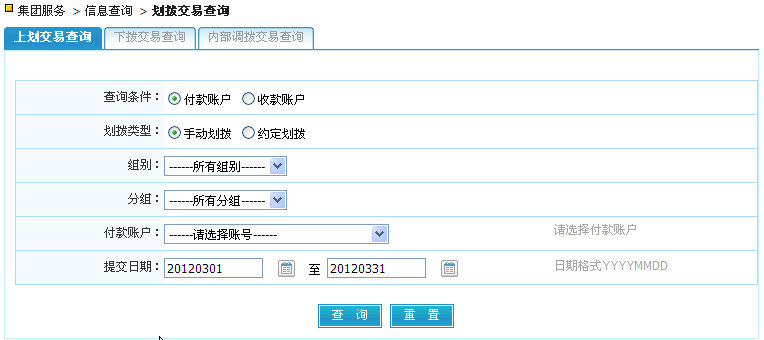 集团服务 > 信息查询 > 划拨交易查询
上划交易查询 下拨交易查询 内部调拨交易查询
查询条件： 付款账户 收款账户
划拨类型： 手动划拨 约定划拨
组别： ------所有组别------
分组： ------所有分组------
付款账户： ------请选择账号------ 请选择付款账户
提交日期： 20120301 至 20120331 日期格式YYYYMMDD
查 询 重 置